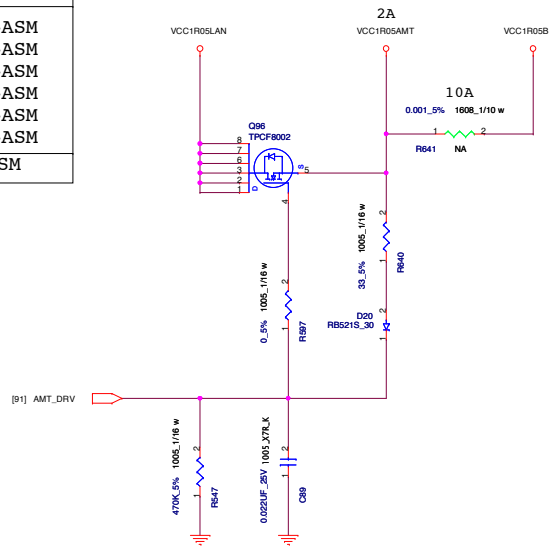 ASM
ASM
ASM
ASM
ASM
ASM
SM
2A
VCC1R05LAN
VCC1R05AMT
VCC1R05B
10A
0.001_5% 1608_1/10 w
1 2
R641 NA
Q96
TPCF8002
8
7
6
3
2
1
D
S
5
4
2
33_5% 1005_1/16 w
1
R640
2
0_5% 1005_1/16 w
1
R597
D20
RB521S_30
2
1
[91] AMT_DRV
2
470K_5% 1005_1/16 w
1
R547
2
0.022UF_25V 1005_X7R_K
1
C89